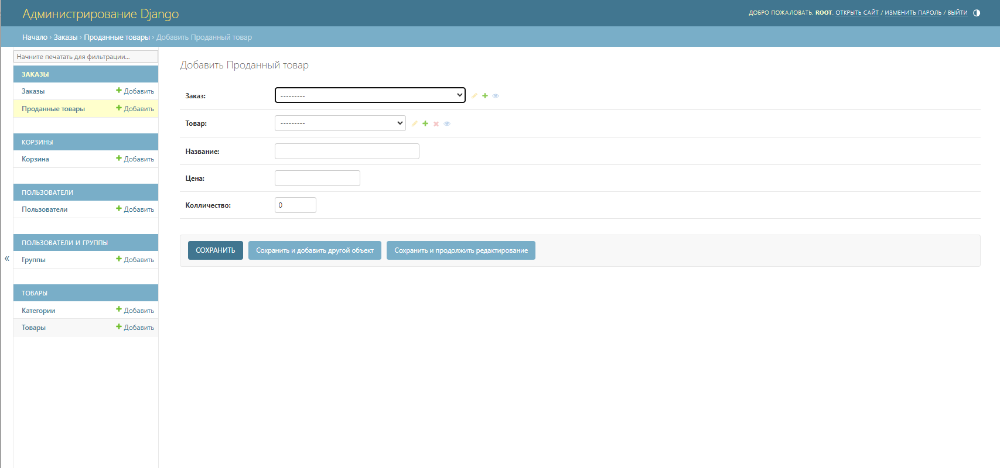 Администрирование Django
ДОБРО ПОЖАЛОВАТЬ, ROOT. ОТКРЫТЬ САЙТ / ИЗМЕНИТЬ ПАРОЛЬ / ВЫЙТИ
Начало › Заказы › Проданные товары › Добавить Проданный товар
Начните печатать для фильтрации...
ЗАКАЗЫ
Заказы Добавить
Проданные товары Добавить
КОРЗИНЫ
Корзина Добавить
ПОЛЬЗОВАТЕЛИ
Пользователи Добавить
ПОЛЬЗОВАТЕЛИ И ГРУППЫ
Группы Добавить
ТОВАРЫ
Категории Добавить
Товары Добавить
«
Добавить Проданный товар
Заказ: ---------
Товар: ---------
Название:
Цена:
Колличество: 0
СОХРАНИТЬ Сохранить и добавить другой объект Сохранить и продолжить редактирование